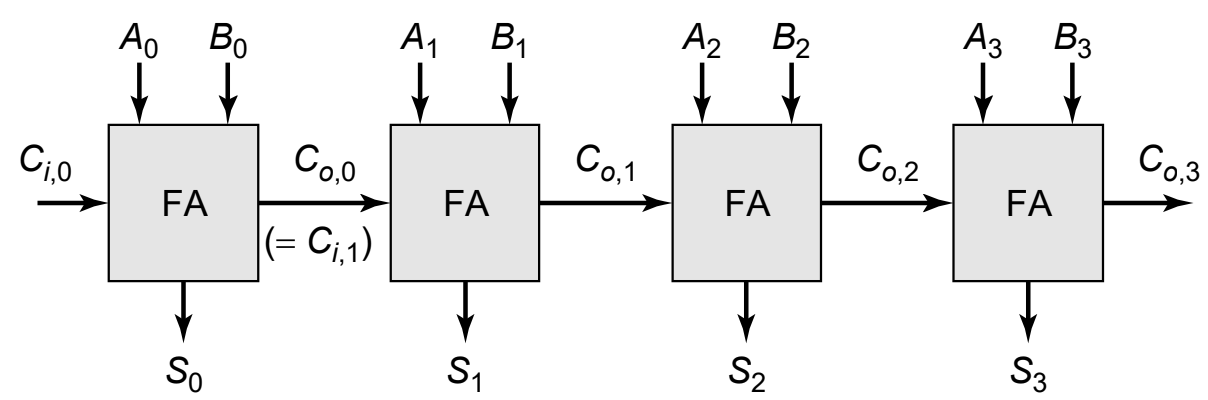 A0 B0 A1 B1 A2 B2 A3 B3
Ci,0 Co,0 Co,1 Co,2 Co,3
FA FA FA FA
(= Ci,1)
S0 S1 S2 S3